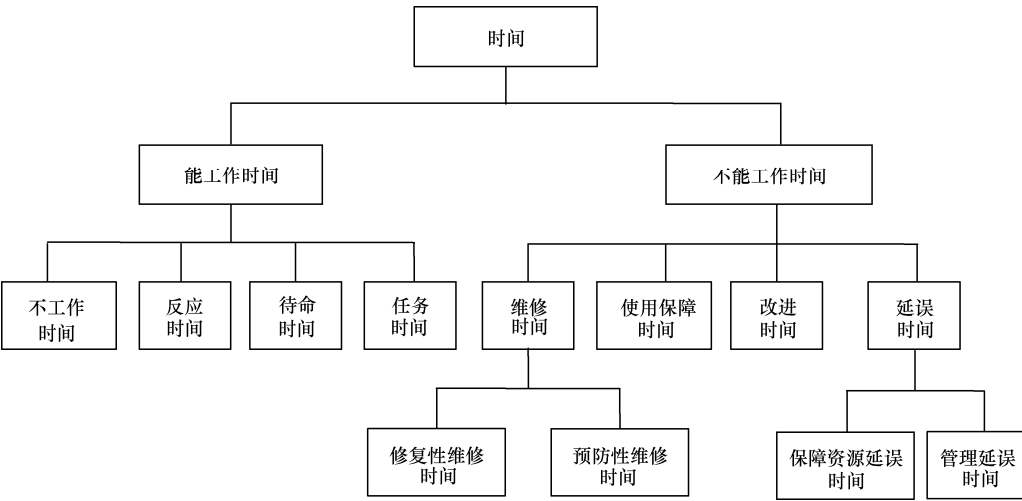 时间
能工作时间
不能工作时间
不工作
时间
反应
时间
待命
时间
任务
时间
维修
时间
使用保障
时间
改进
时间
延误
时间
修复性维修
时间
预防性维修
时间
保障资源延误
时间
管理延误
时间